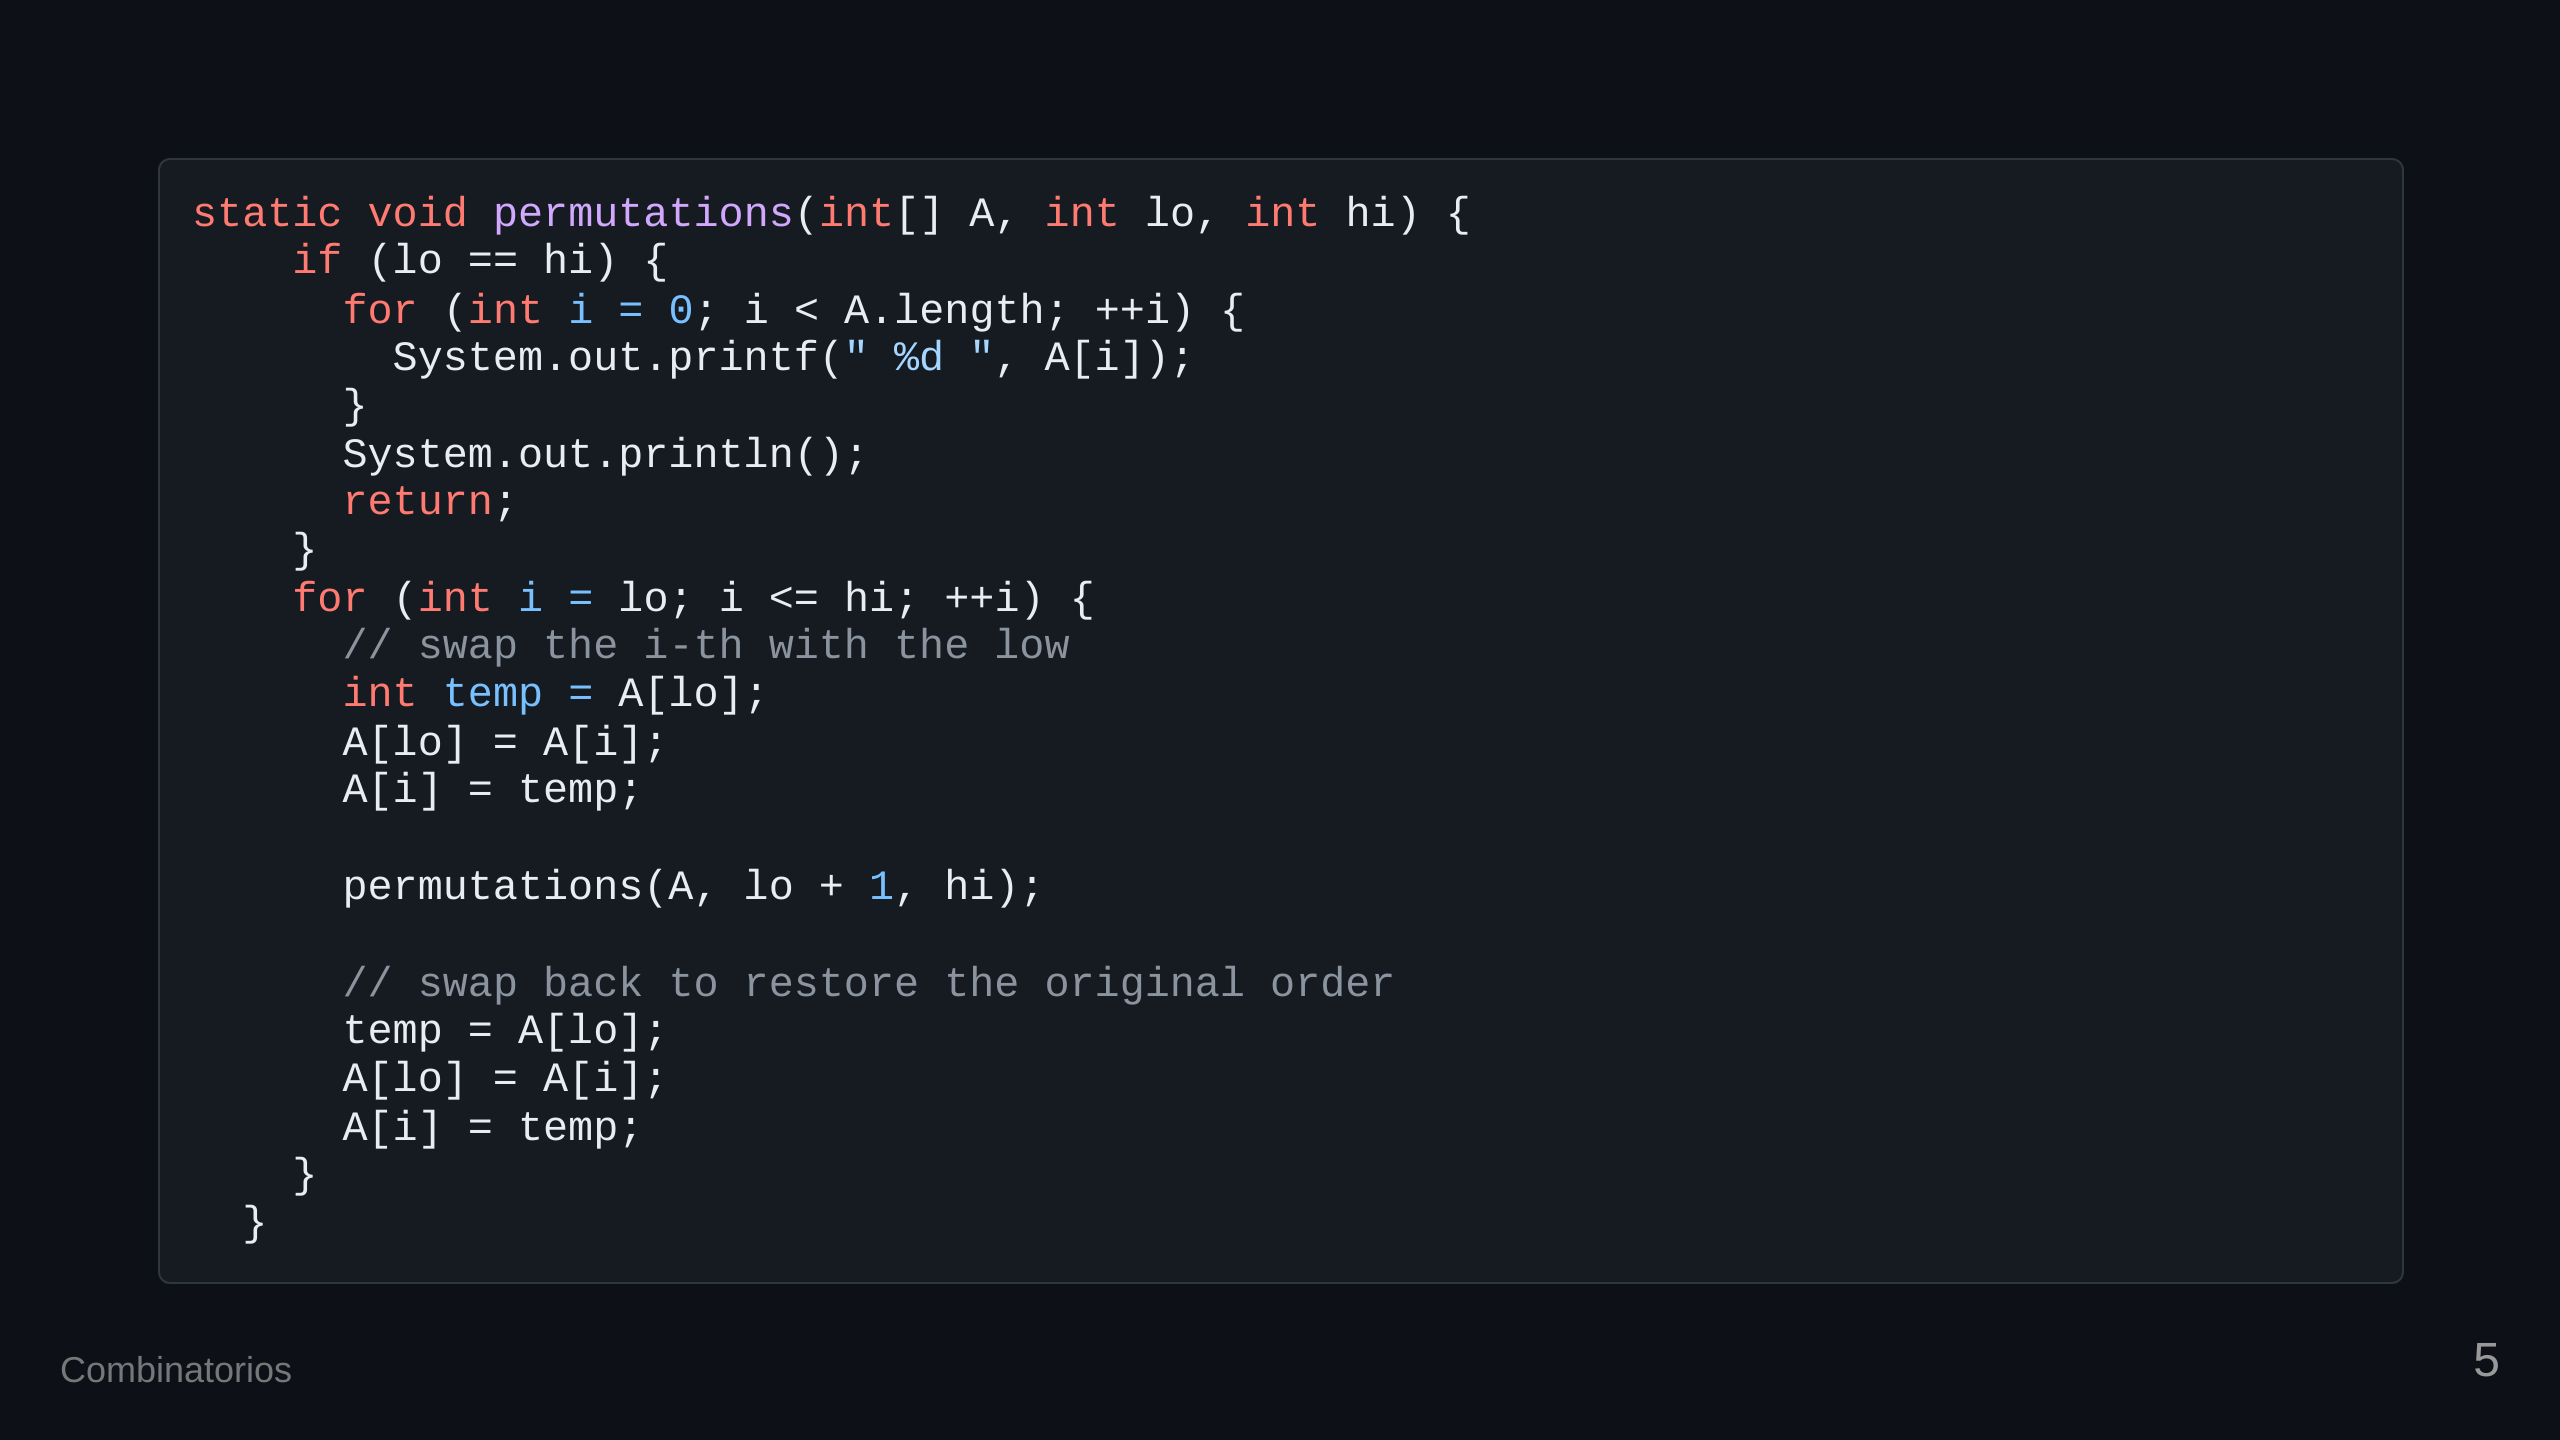 static void permutations(int[] A, int lo, int hi) {
    if (lo == hi) {
      for (int i = 0; i < A.length; ++i) {
        System.out.printf(" %d ", A[i]);
      }
      System.out.println();
      return;
    }
    for (int i = lo; i <= hi; ++i) {
      // swap the i-th with the low
      int temp = A[lo];
      A[lo] = A[i];
      A[i] = temp;

      permutations(A, lo + 1, hi);

      // swap back to restore the original order
      temp = A[lo];
      A[lo] = A[i];
      A[i] = temp;
    }
  }
Combinatorios
5